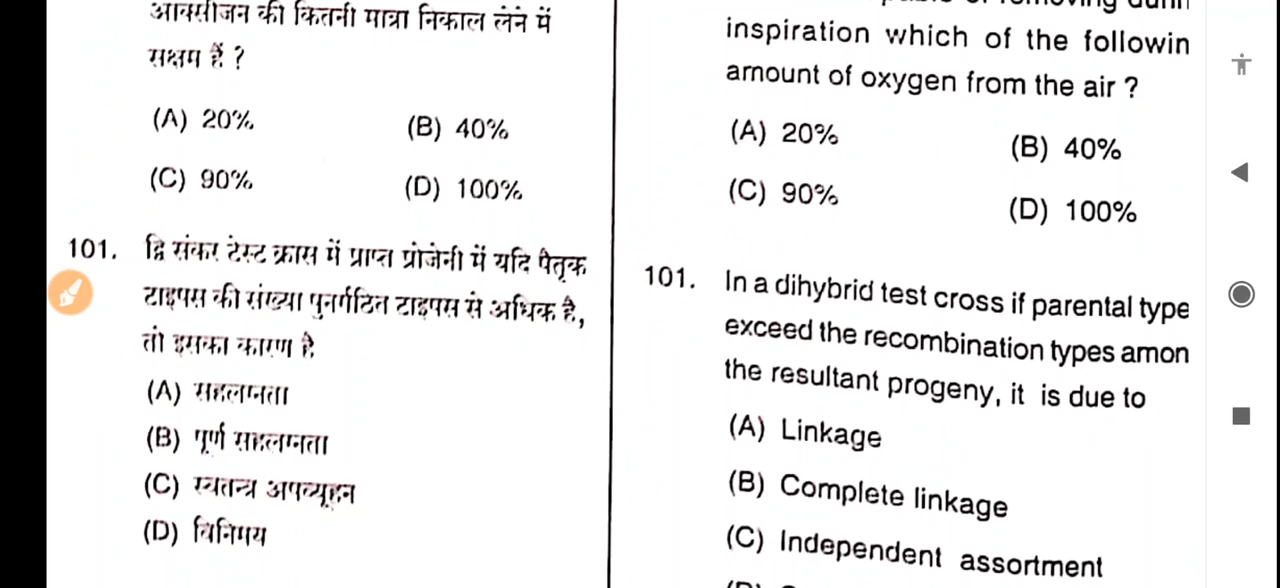 आक्सीजन की कितनी मात्रा निकाल लेने में
सक्षम हैं ?
(A) 20% (B) 40%
(C) 90% (D) 100%
101. द्वि संकर टेस्ट क्रास में प्राप्त प्रोजेनी में यदि पैतृक
टाइपस की संख्या पुनर्गठित टाइपस से अधिक है,
तो इसका कारण है
(A) सहलग्नता
(B) पूर्ण सहलग्नता
(C) स्वतन्त्र अपव्यूहन
(D) विनिमय
inspiration which of the followin
amount of oxygen from the air ?
(A) 20% (B) 40%
(C) 90% (D) 100%
101. In a dihybrid test cross if parental type
exceed the recombination types amon
the resultant progeny, it is due to
(A) Linkage
(B) Complete linkage
(C) Independent assortment